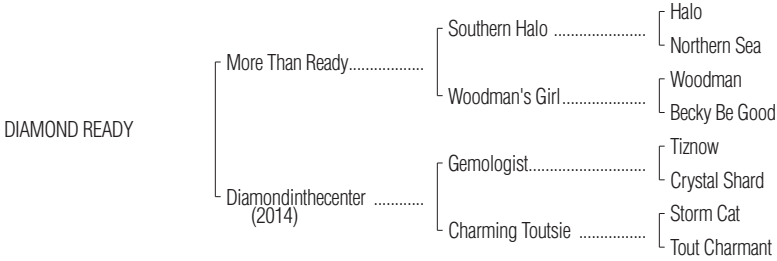 Halo
Southern Halo ......................
Northern Sea
More Than Ready..................
Woodman
Woodman's Girl....................
Becky Be Good
DIAMOND READY
Tiznow
Gemologist............................
Crystal Shard
Diamondinthecenter ............
(2014)
Storm Cat
Charming Toutsie ................
Tout Charmant